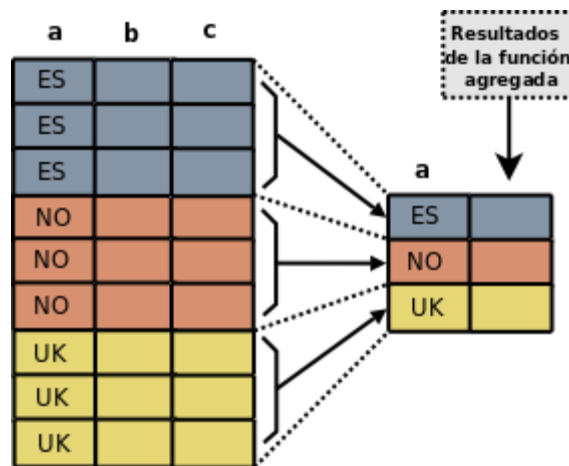 a b c
Resultados
de la función
agregada
ES
ES
ES
NO
NO
NO
UK
UK
UK
a
ES
NO
UK